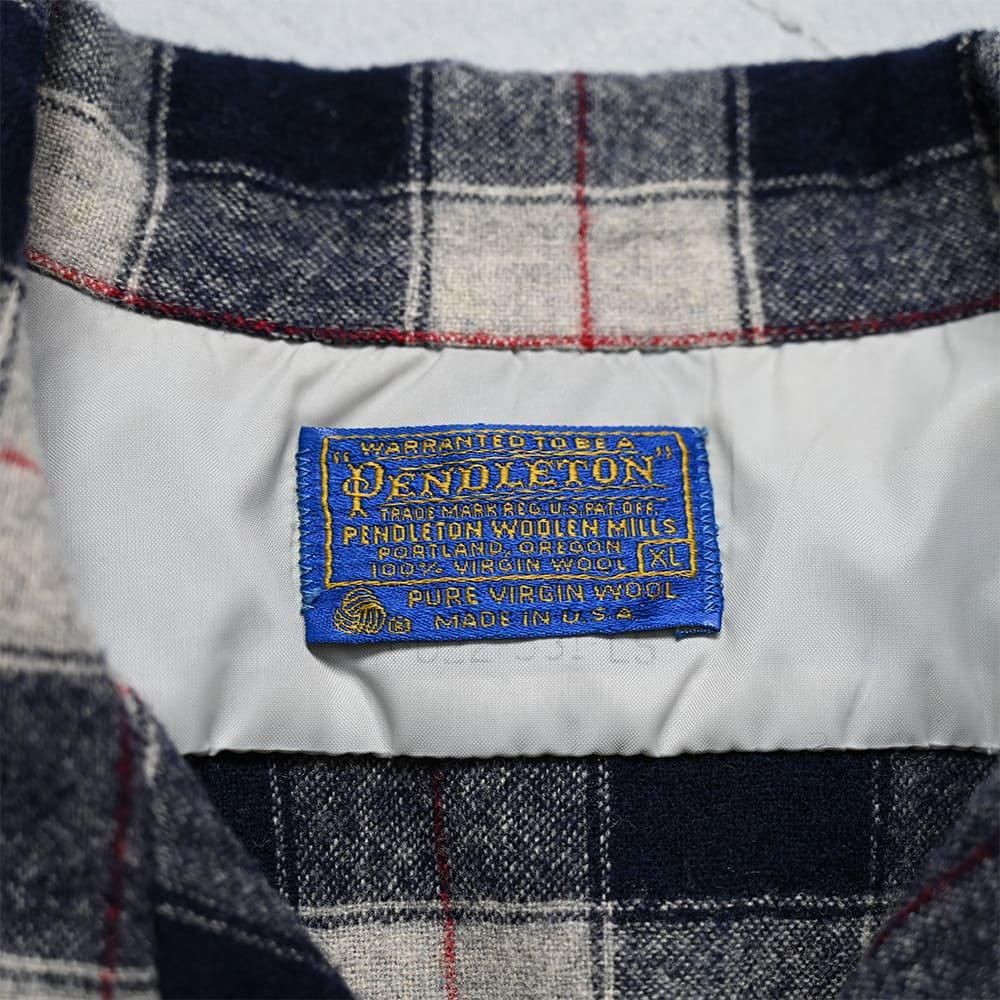 WARRANTED TO BE A
"PENDLETON"
TRADE MARK REG. U.S. PAT. OFF.
PENDLETON WOOLEN MILLS
PORTLAND, OREGON
100% VIRGIN WOOL XL
PURE VIRGIN WOOL
® MADE IN U.S.A.